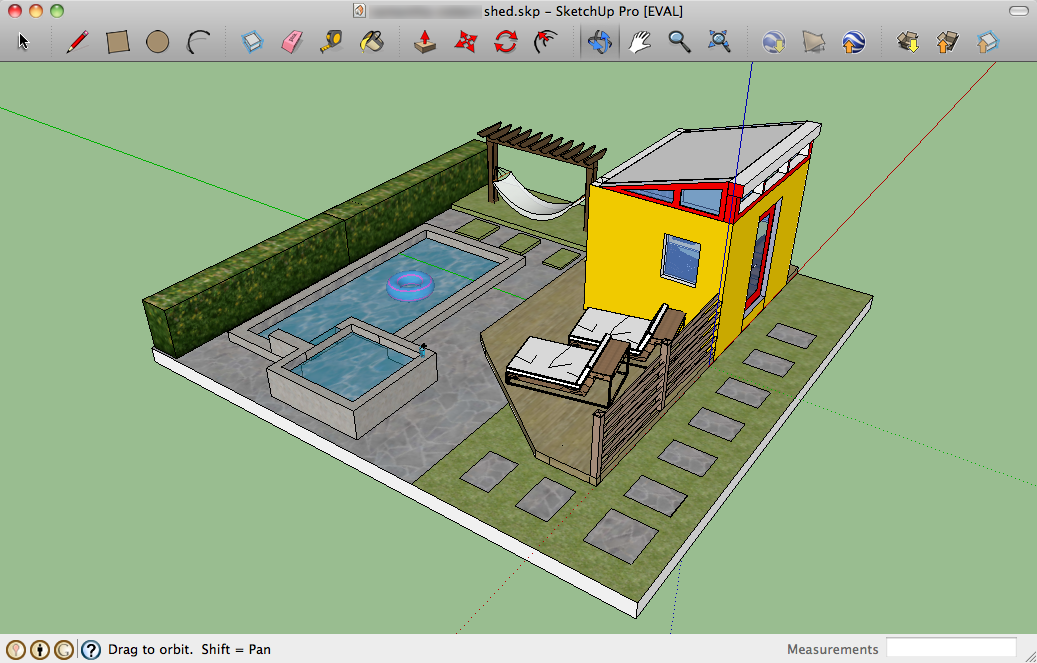 shed.skp – SketchUp Pro [EVAL]
Drag to orbit. Shift = Pan
Measurements